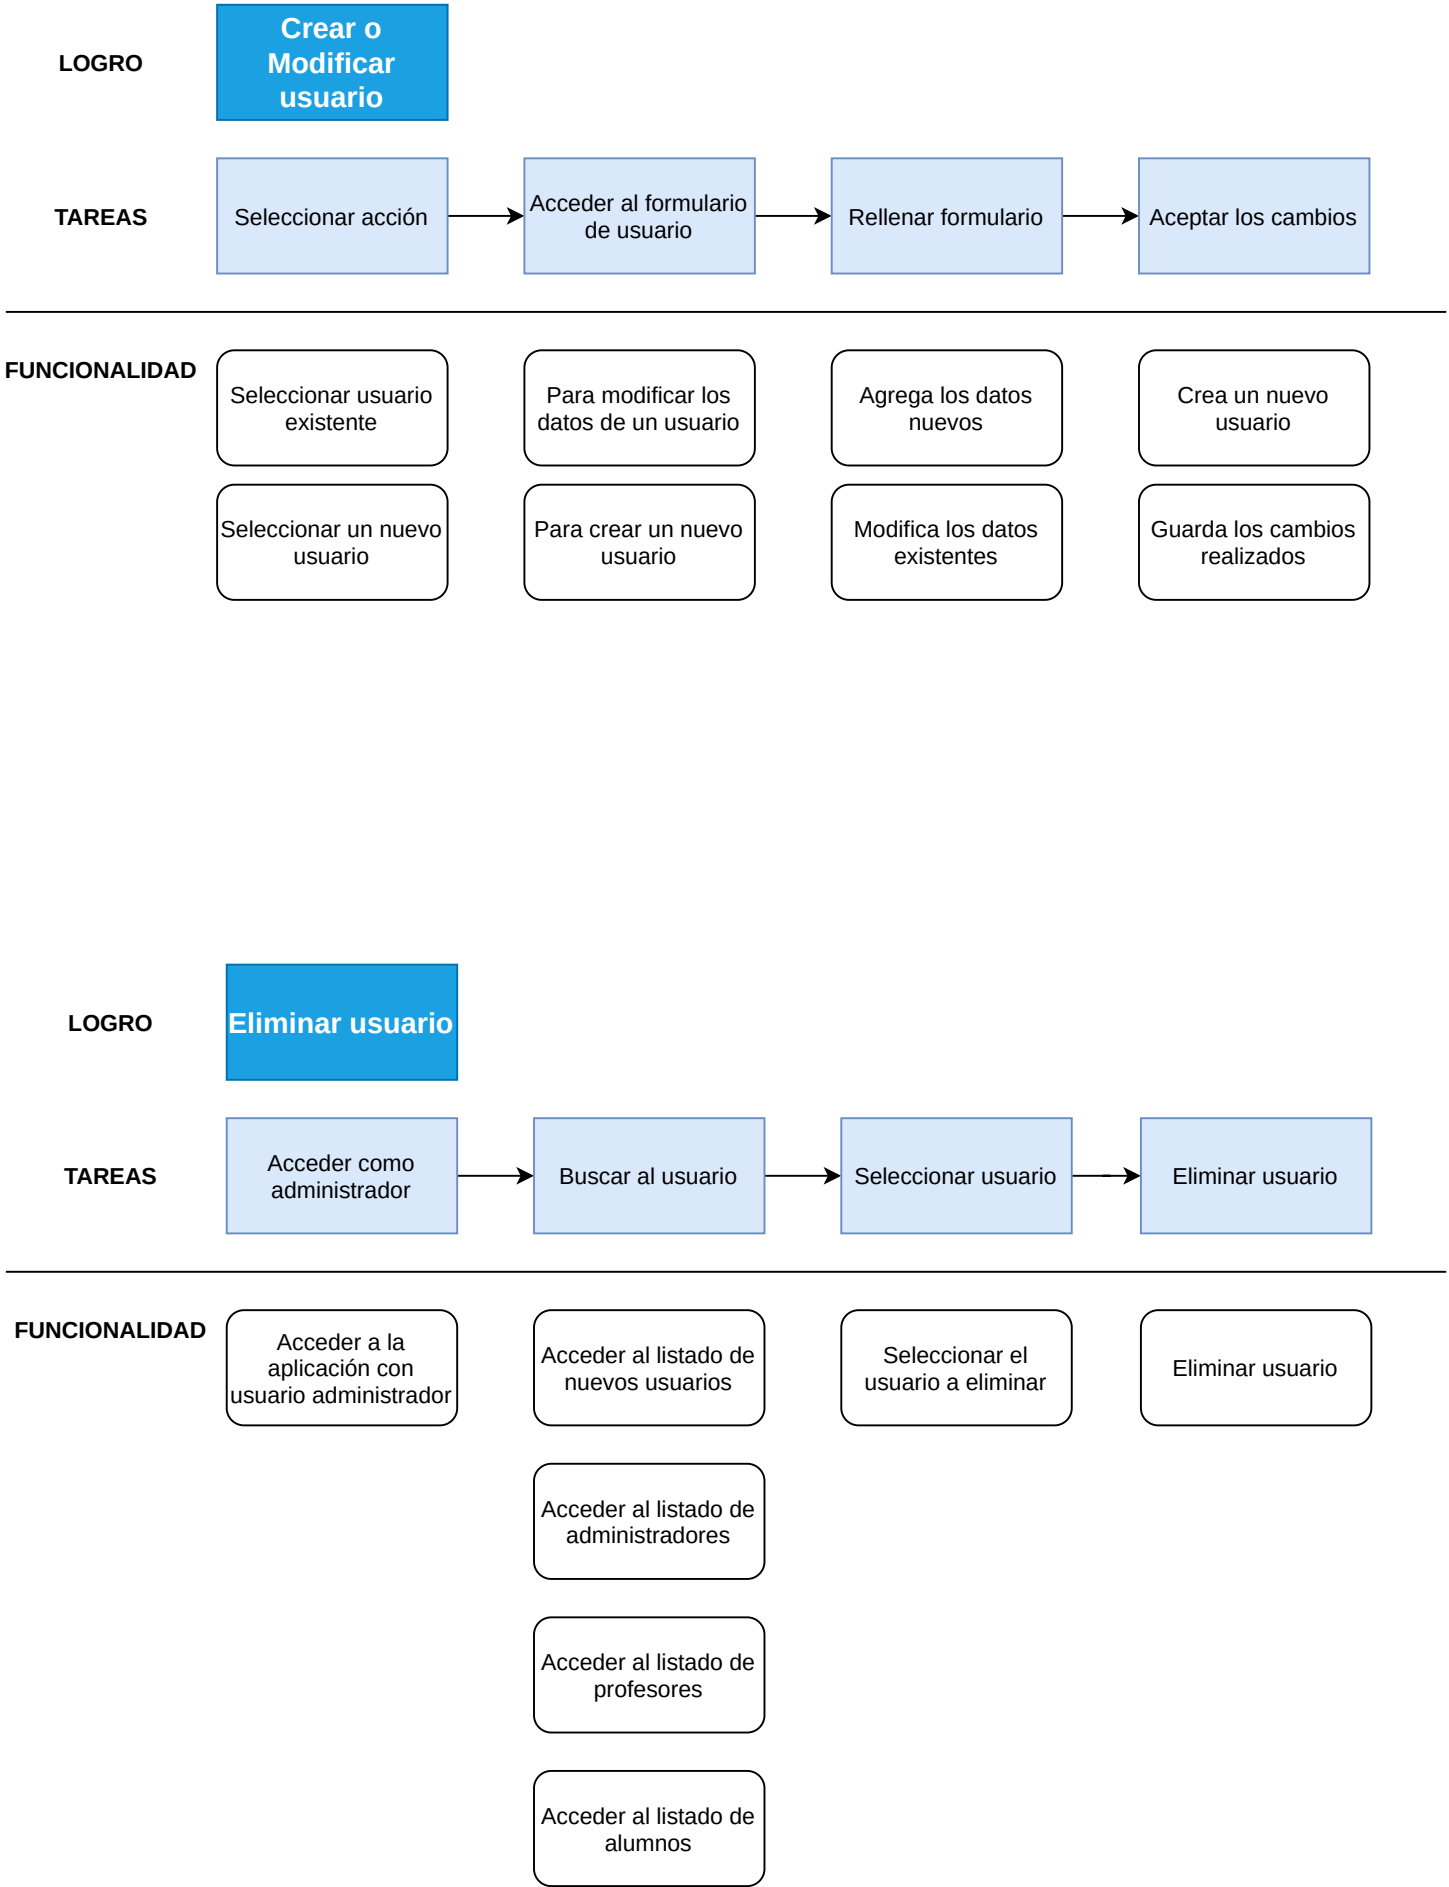 LOGRO
Crear o
Modificar
usuario
TAREAS
Seleccionar acción
Acceder al formulario
de usuario
Rellenar formulario
Aceptar los cambios
FUNCIONALIDAD
Seleccionar usuario
existente
Para modificar los
datos de un usuario
Agrega los datos
nuevos
Crea un nuevo
usuario
Seleccionar un nuevo
usuario
Para crear un nuevo
usuario
Modifica los datos
existentes
Guarda los cambios
realizados
LOGRO
Eliminar usuario
TAREAS
Acceder como
administrador
Buscar al usuario
Seleccionar usuario
Eliminar usuario
FUNCIONALIDAD
Acceder a la
aplicación con
usuario administrador
Acceder al listado de
nuevos usuarios
Seleccionar el
usuario a eliminar
Eliminar usuario
Acceder al listado de
administradores
Acceder al listado de
profesores
Acceder al listado de
alumnos